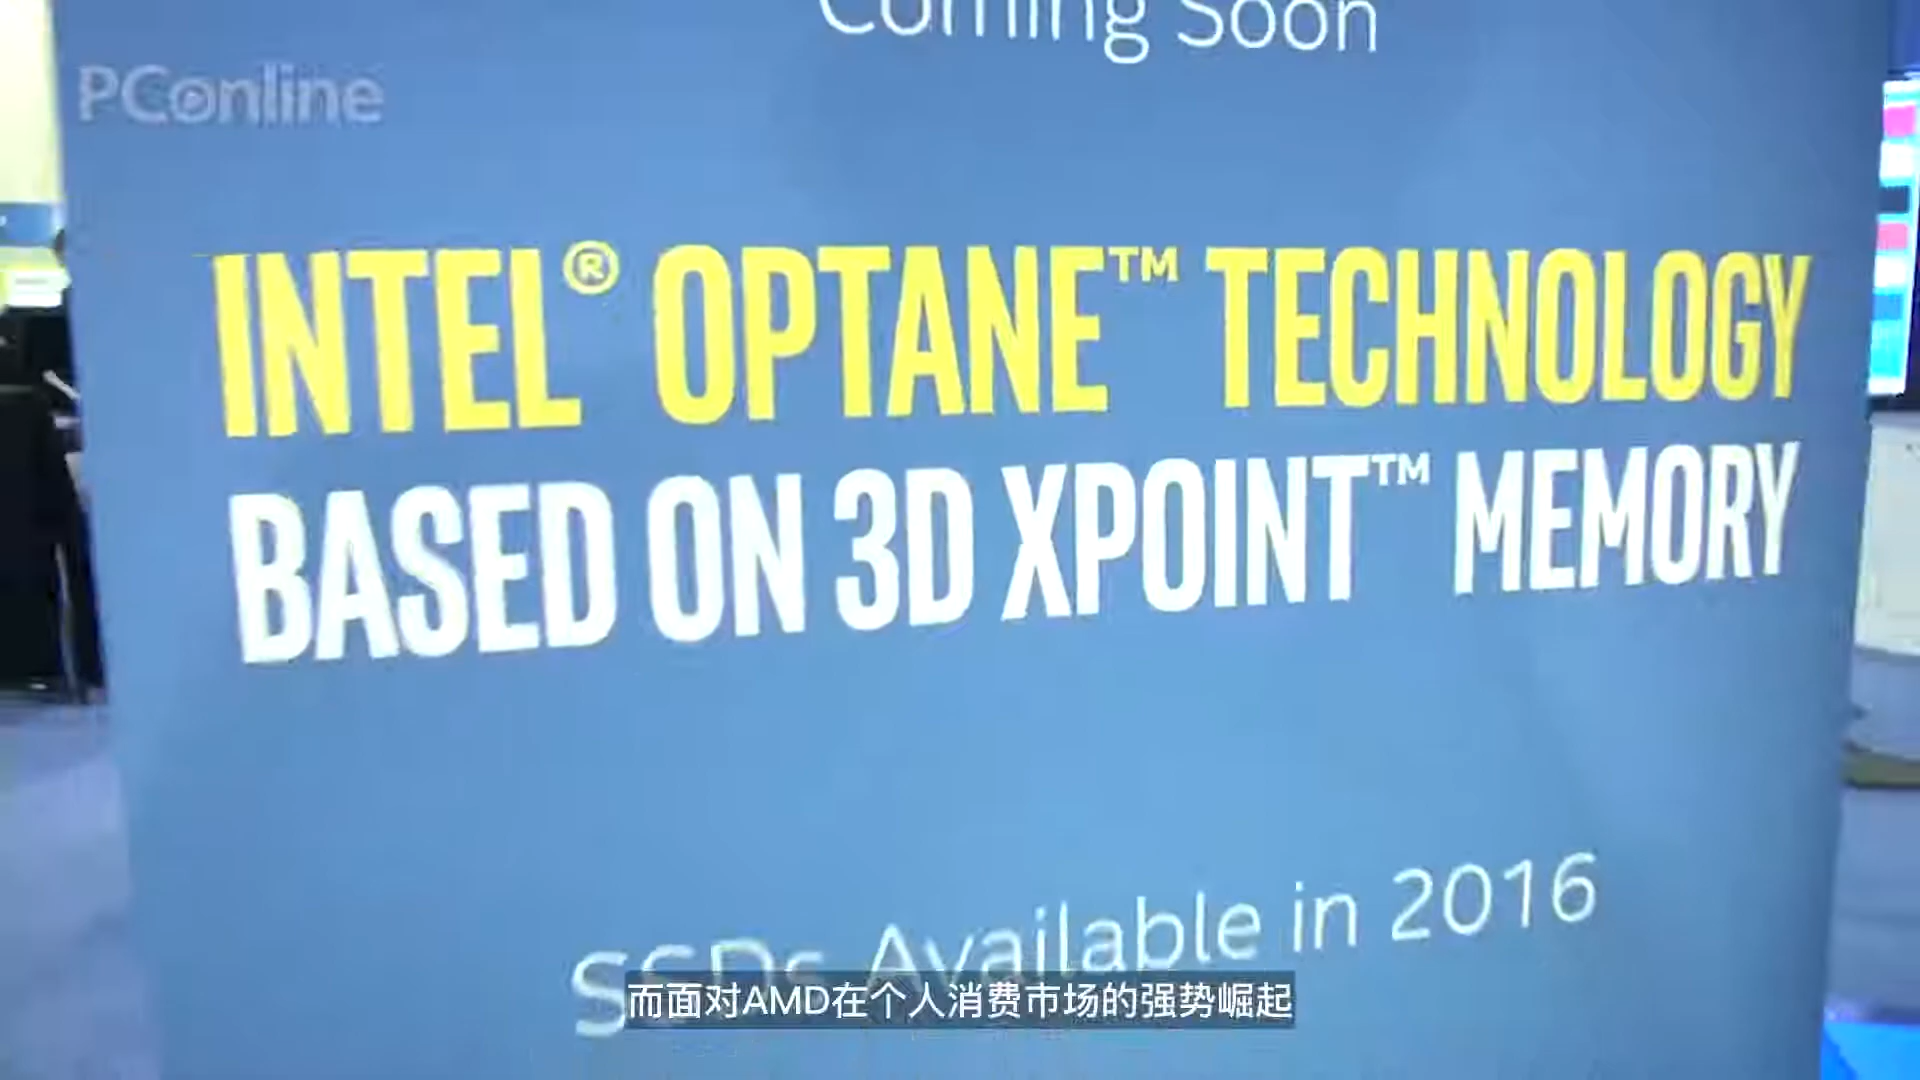 Coming Soon
PConline
INTEL® OPTANE™ TECHNOLOGY
BASED ON 3D XPOINT™ MEMORY
SSDs Available in 2016
而面对AMD在个人消费市场的强势崛起